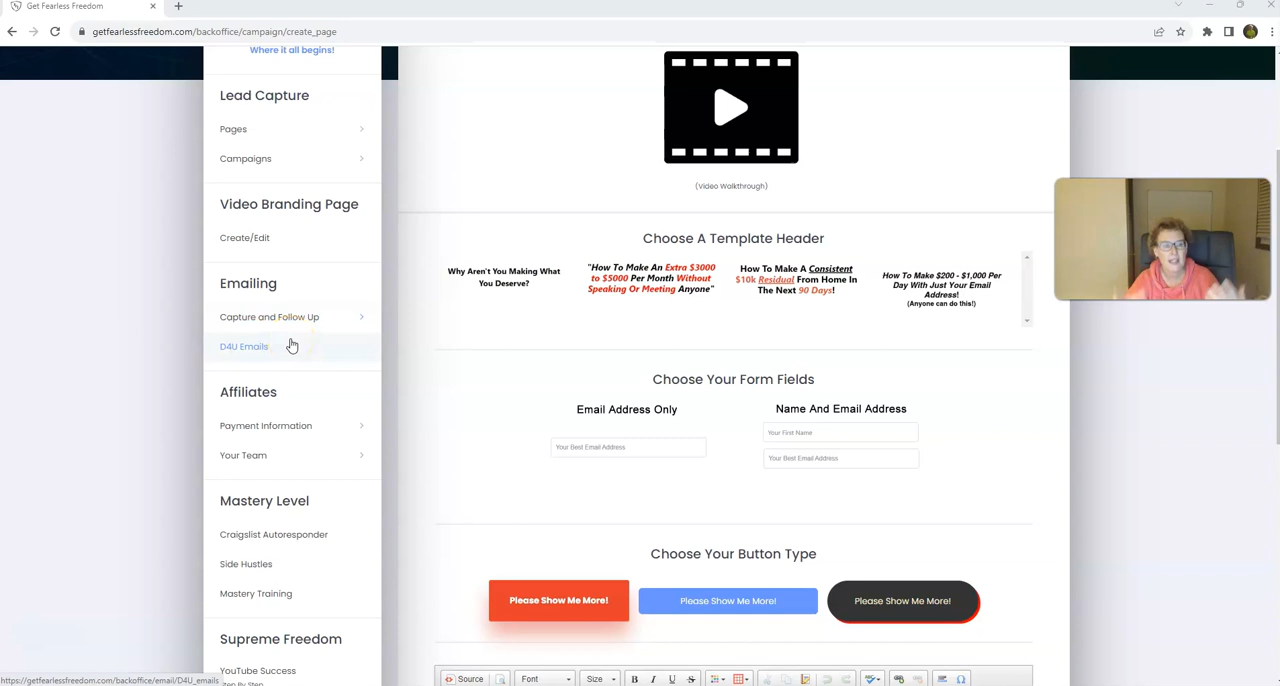 Get Fearless Freedom
getfearlessfreedom.com/backoffice/campaign/create_page
Where it all begins!
Lead Capture
Pages
Campaigns
Video Branding Page
Create/Edit
Emailing
Capture and Follow Up
D4U Emails
Affiliates
Payment Information
Your Team
Mastery Level
Craigslist Autoresponder
Side Hustles
Mastery Training
Supreme Freedom
YouTube Success
Step By Step
(Video Walkthrough)
Choose A Template Header
Why Aren't You Making What
You Deserve?
"How To Make An Extra $3000
to $5000 Per Month Without
Speaking Or Meeting Anyone"
How To Make A Consistent
$10k Residual From Home In
The Next 90 Days!
How To Make $200 - $1,000 Per
Day With Just Your Email
Address!
(Anyone can do this!)
Choose Your Form Fields
Email Address Only
Your Best Email Address
Name And Email Address
Your First Name
Your Best Email Address
Choose Your Button Type
Please Show Me More!
Please Show Me More!
Please Show Me More!
Source
Font
Size
B I U S
https://getfearlessfreedom.com/backoffice/email/D4U_emails